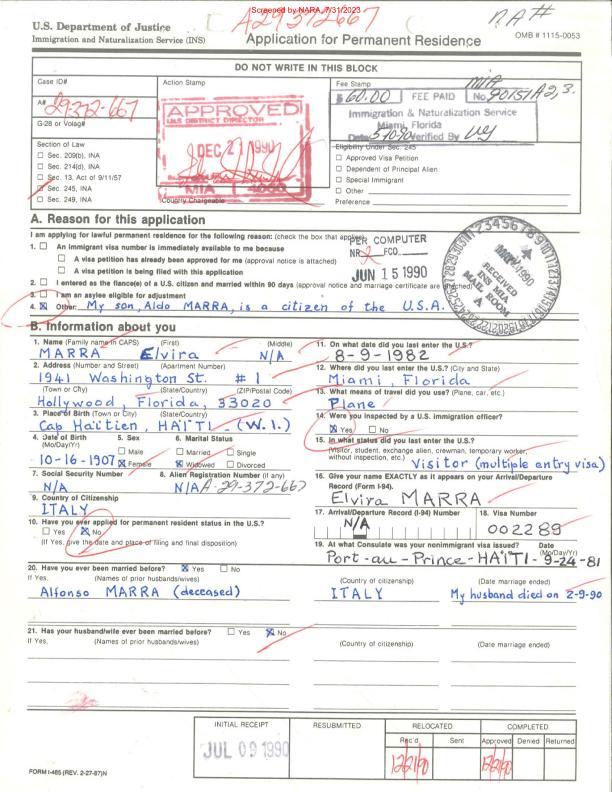 Screened by NARA, 7/31/2023
A29372667
NA#
U.S. Department of Justice
Immigration and Naturalization Service (INS)
Application for Permanent Residence
OMB # 1115-0053
DO NOT WRITE IN THIS BLOCK
Case ID#
Action Stamp
Fee Stamp
A#
29-372-667
G-28 or Volag#
Section of Law
☐ Sec. 209(b), INA
☐ Sec. 214(d), INA
☐ Sec. 13, Act of 9/11/57
☐ Sec. 245, INA
☐ Sec. 249, INA
APPROVED
U.S. DISTRICT DIRECTOR
DEC 21 1990
MIA 4000
Country Chargeable
MIA
$60.00 FEE PAID No.
Immigration & Naturalization Service
Miami, Florida
Date Verified By
Eligibility Under Sec. 245
☐ Approved Visa Petition
☐ Dependent of Principal Alien
☐ Special Immigrant
☐ Other
Preference
A. Reason for this application
I am applying for lawful permanent residence for the following reason: (check the box that applies)
1. ☐ An immigrant visa number is immediately available to me because
☐ A visa petition has already been approved for me (approval notice is attached)
☐ A visa petition is being filed with this application
2. ☐ I entered as the fiance(e) of a U.S. citizen and married within 90 days (approval notice and marriage certificate are attached)
3. ☐ I am an asylee eligible for adjustment
4. ☒ Other: My son, Aldo MARRA, is a citizen of the U.S.A.
PER COMPUTER
NR FCO
JUN 15 1990
1990
RECEIVED
INS MIA
MAIL ROOM
B. Information about you
1. Name (Family name in CAPS) (First) (Middle)
MARRA Elvira N/A
2. Address (Number and Street) (Apartment Number)
1941 Washington St. # 1
(Town or City) (State/Country) (ZIP/Postal Code)
Hollywood, Florida, 33020
3. Place of Birth (Town or City) (State/Country)
Cap Haïtien, HAÏTI - (W.I.)
4. Date of Birth (Mo/Day/Yr)
10-16-1907
5. Sex
☐ Male
☒ Female
6. Marital Status
☐ Married ☐ Single
☒ Widowed ☐ Divorced
7. Social Security Number
N/A
8. Alien Registration Number (if any)
N/A A-29-372-667
9. Country of Citizenship
ITALY
10. Have you ever applied for permanent resident status in the U.S.?
☐ Yes ☒ No
(If Yes, give the date and place of filing and final disposition)
11. On what date did you last enter the U.S.?
8-9-1982
12. Where did you last enter the U.S.? (City and State)
Miami, Florida
13. What means of travel did you use? (Plane, car, etc.)
Plane
14. Were you inspected by a U.S. immigration officer?
☒ Yes ☐ No
15. In what status did you last enter the U.S.?
(Visitor, student, exchange alien, crewman, temporary worker, without inspection, etc.)
Visitor (multiple entry visa)
16. Give your name EXACTLY as it appears on your Arrival/Departure Record (Form I-94).
Elvira MARRA
17. Arrival/Departure Record (I-94) Number
N/A
18. Visa Number
002289
19. At what Consulate was your nonimmigrant visa issued? Date (Mo/Day/Yr)
Port-au-Prince-HAÏTI-9-24-81
20. Have you ever been married before? ☒ Yes ☐ No
If Yes, (Names of prior husbands/wives) (Country of citizenship) (Date marriage ended)
Alfonso MARRA (deceased) ITALY My husband died on 2-9-90
21. Has your husband/wife ever been married before? ☐ Yes ☒ No
If Yes, (Names of prior husbands/wives) (Country of citizenship) (Date marriage ended)
INITIAL RECEIPT
JUL 09 1990
RESUBMITTED
RELOCATED
Rec'd Sent
12/21/90
COMPLETED
Approved Denied Returned
12/21/90
FORM I-485 (REV. 2-27-87)N